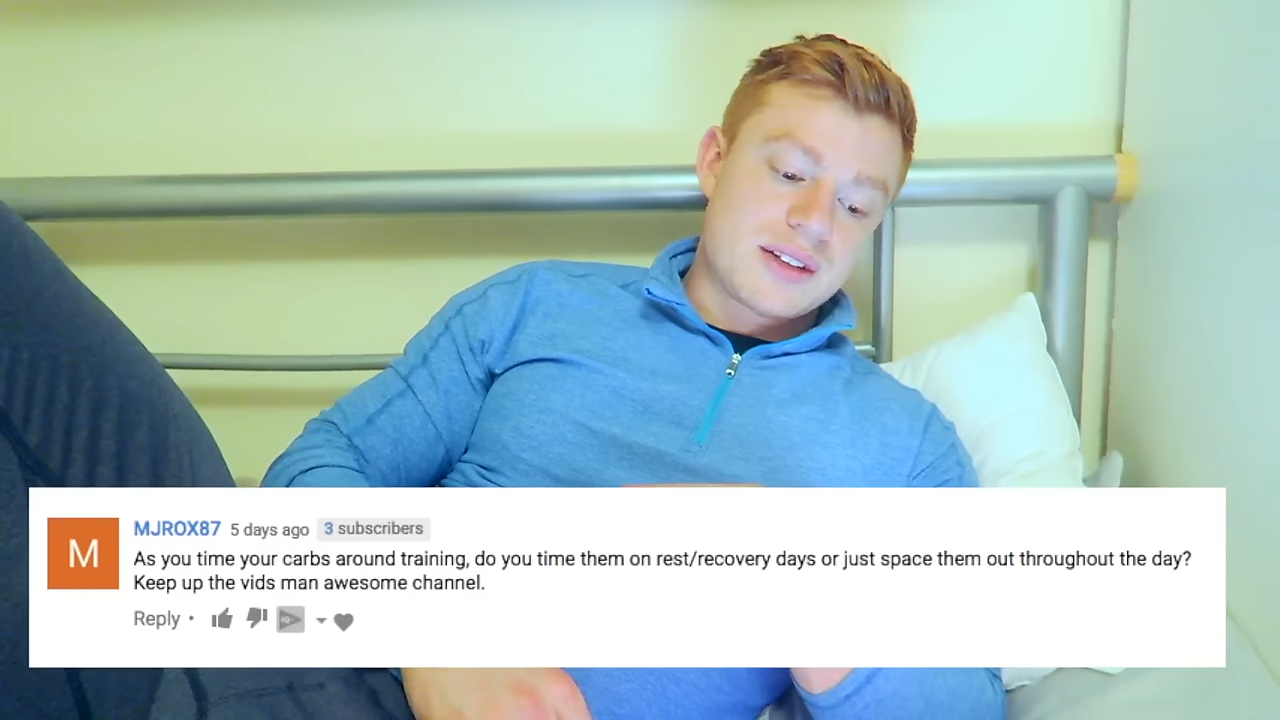 M
MJROX87 5 days ago 3 subscribers
As you time your carbs around training, do you time them on rest/recovery days or just space them out throughout the day?
Keep up the vids man awesome channel.
Reply •